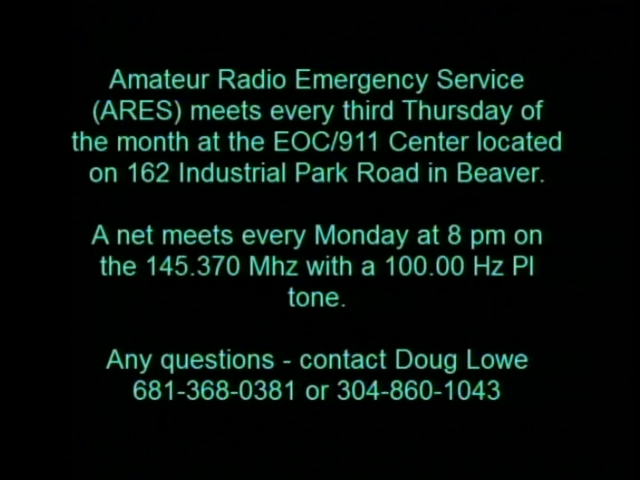 Amateur Radio Emergency Service
(ARES) meets every third Thursday of
the month at the EOC/911 Center located
on 162 Industrial Park Road in Beaver.
A net meets every Monday at 8 pm on
the 145.370 Mhz with a 100.00 Hz Pl
tone.
Any questions - contact Doug Lowe
681-368-0381 or 304-860-1043